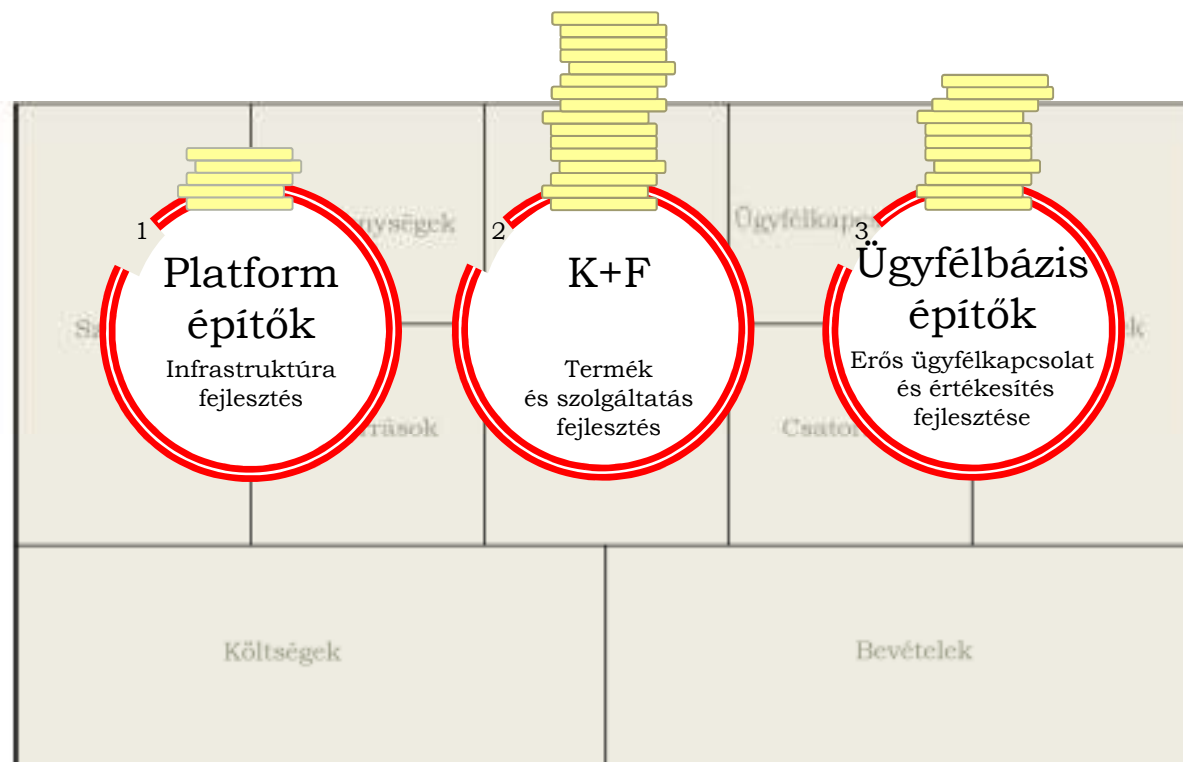 1
Platform
építők
Infrastruktúra
fejlesztés
2
K+F
Termék
és szolgáltatás
fejlesztés
3
Ügyfélbázis
építők
Erős ügyfélkapcsolat
és értékesítés
fejlesztése
Költségek
Bevételek